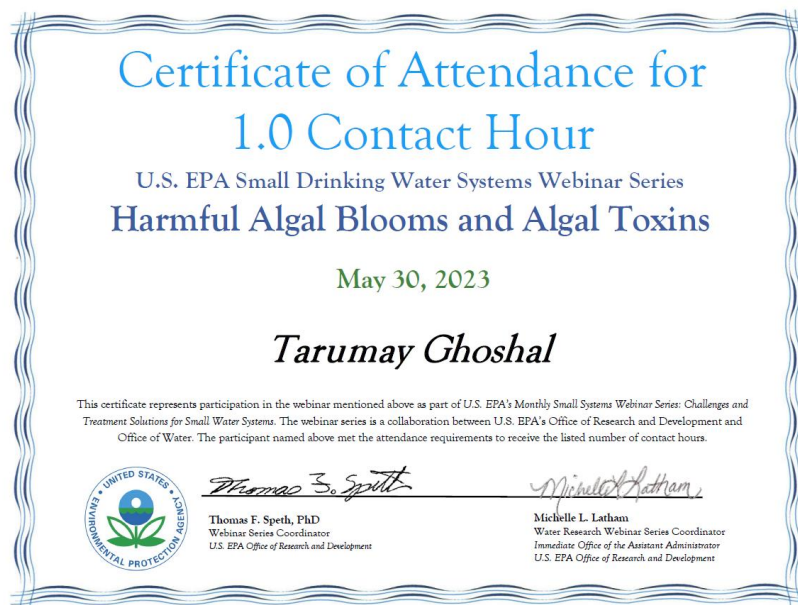 Certificate of Attendance for
1.0 Contact Hour
U.S. EPA Small Drinking Water Systems Webinar Series
Harmful Algal Blooms and Algal Toxins
May 30, 2023
Tarumay Ghoshal
This certificate represents participation in the webinar mentioned above as part of U.S. EPA's Monthly Small Systems Webinar Series: Challenges and
Treatment Solutions for Small Water Systems. The webinar series is a collaboration between U.S. EPA's Office of Research and Development and
Office of Water. The participant named above met the attendance requirements to receive the listed number of contact hours.
UNITED STATES
ENVIRONMENTAL PROTECTION AGENCY
Thomas F. Speth
Thomas F. Speth, PhD
Webinar Series Coordinator
U.S. EPA Office of Research and Development
Michelle L Latham
Michelle L. Latham
Water Research Webinar Series Coordinator
Immediate Office of the Assistant Administrator
U.S. EPA Office of Research and Development